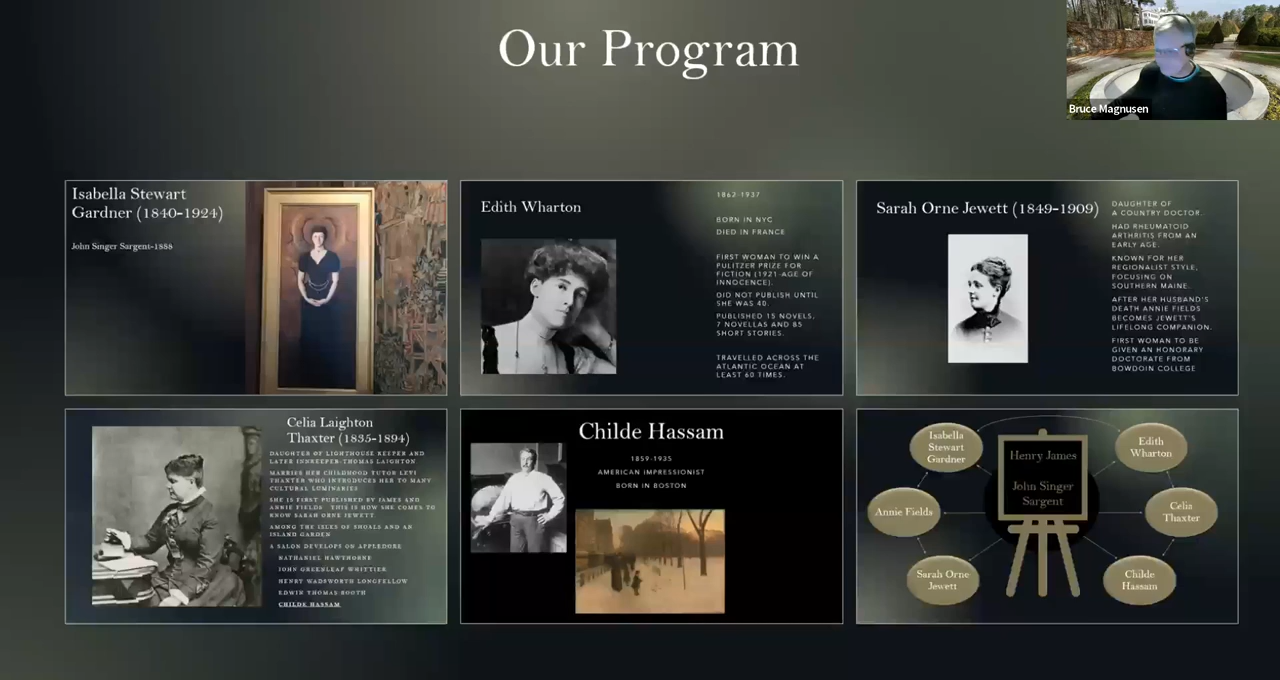 Our Program
Bruce Magnusen
Isabella Stewart
Gardner (1840-1924)
John Singer Sargent-1888
Edith Wharton
1862-1937
BORN IN NYC
DIED IN FRANCE
FIRST WOMAN TO WIN A
PULITZER PRIZE FOR
FICTION (1921-AGE OF
INNOCENCE).
DID NOT PUBLISH UNTIL
SHE WAS 40.
PUBLISHED 15 NOVELS,
7 NOVELLAS AND 85
SHORT STORIES.
TRAVELLED ACROSS THE
ATLANTIC OCEAN AT
LEAST 60 TIMES.
Sarah Orne Jewett (1849-1909)
DAUGHTER OF
A COUNTRY DOCTOR.
HAD RHEUMATOID
ARTHRITIS FROM AN
EARLY AGE.
KNOWN FOR HER
REGIONALIST STYLE,
FOCUSING ON
SOUTHERN MAINE.
AFTER HER HUSBAND'S
DEATH ANNIE FIELDS
BECOMES JEWETT'S
LIFELONG COMPANION.
FIRST WOMAN TO BE
GIVEN AN HONORARY
DOCTORATE FROM
BOWDOIN COLLEGE
Celia Laighton
Thaxter (1835-1894)
DAUGHTER OF LIGHTHOUSE KEEPER AND
LATER INNKEEPER-THOMAS LAIGHTON
MARRIES HER CHILDHOOD TUTOR LEVI
THAXTER WHO INTRODUCES HER TO MANY
CULTURAL LUMINARIES
SHE IS FIRST PUBLISHED BY JAMES AND
ANNIE FIELDS THIS IS HOW SHE COMES TO
KNOW SARAH ORNE JEWETT
AMONG THE ISLES OF SHOALS AND AN
ISLAND GARDEN
A SALON DEVELOPS ON APPLEDORE
NATHANIEL HAWTHORNE
JOHN GREENLEAF WHITTIER
HENRY WADSWORTH LONGFELLOW
EDWIN THOMAS BOOTH
CHILDE HASSAM
Childe Hassam
1859-1935
AMERICAN IMPRESSIONIST
BORN IN BOSTON
Isabella
Stewart
Gardner
Henry James
John Singer
Sargent
Edith
Wharton
Annie Fields
Celia
Thaxter
Sarah Orne
Jewett
Childe
Hassam